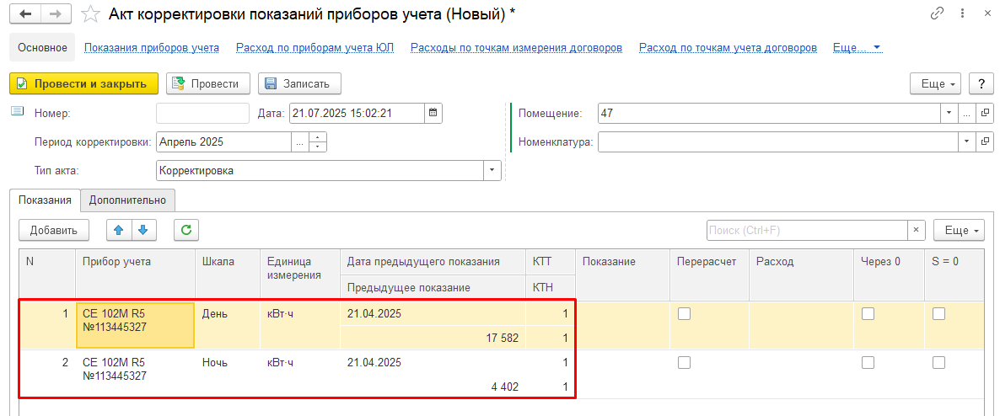 Акт корректировки показаний приборов учета (Новый) *
Основное Показания приборов учета Расход по приборам учета ЮЛ Расходы по точкам измерения договоров Расход по точкам учета договоров Еще...
Провести и закрыть Провести Записать Еще ?
Номер: Дата: 21.07.2025 15:02:21 Помещение: 47 ...
Период корректировки: Апрель 2025 ... Номенклатура:
Тип акта: Корректировка
Показания Дополнительно
Добавить Поиск (Ctrl+F) × Еще
N Прибор учета Шкала Единица измерения Дата предыдущего показания КТТ Показание Перерасчет Расход Через 0 S = 0
Предыдущее показание КТН
1 СЕ 102М R5 День кВт·ч 21.04.2025 1
№113445327 17 582 1
2 СЕ 102М R5 Ночь кВт·ч 21.04.2025 1
№113445327 4 402 1